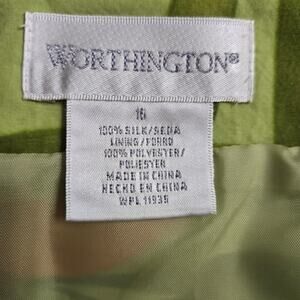 WORTHINGTON®
16
100% SILK/SEDA
LINING/FORRO
100% POLYESTER/
POLIESTER
MADE IN CHINA
HECHO EN CHINA
WPL 11935